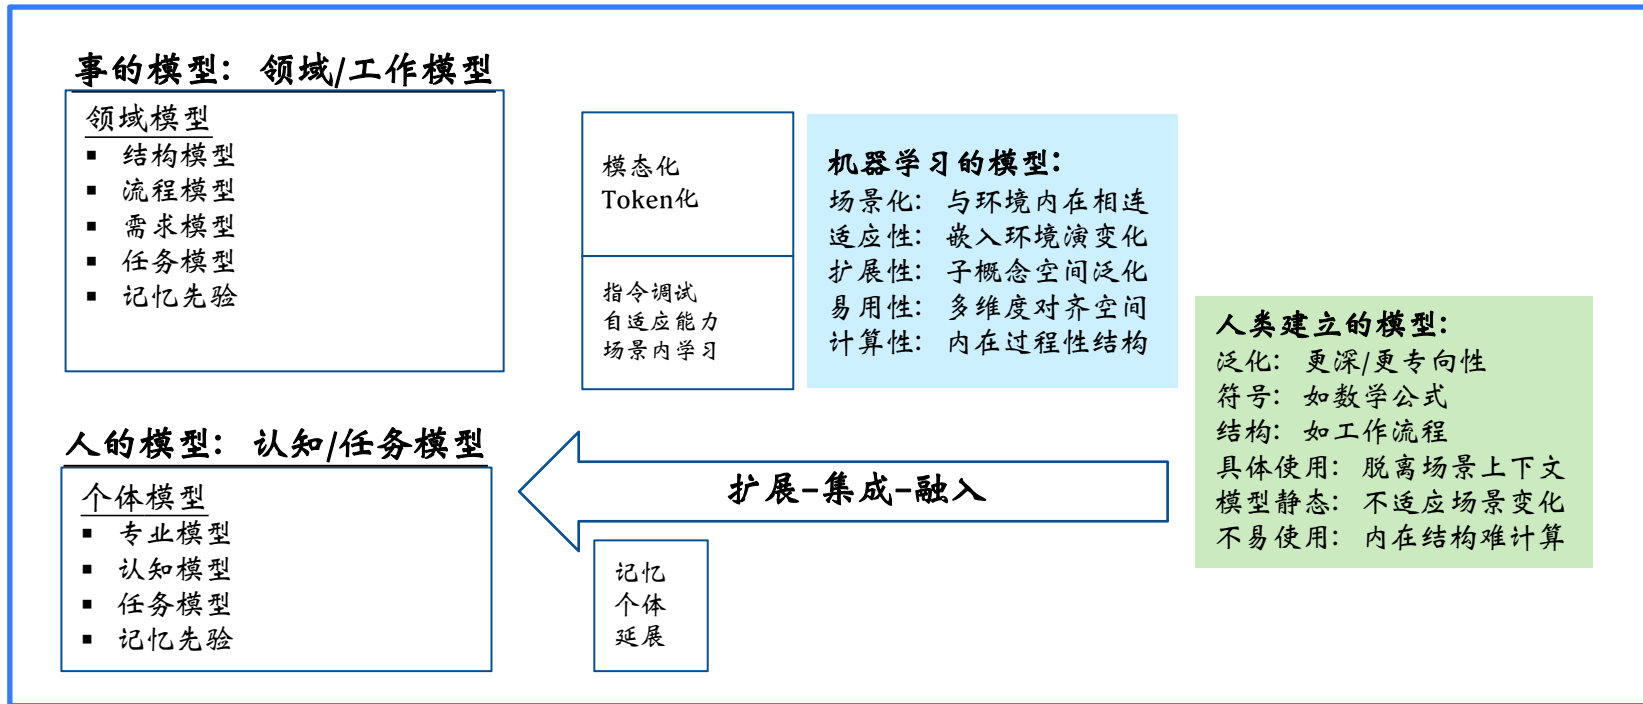 事的模型：领域/工作模型
领域模型
▪ 结构模型
▪ 流程模型
▪ 需求模型
▪ 任务模型
▪ 记忆先验
模态化
Token化
指令调试
自适应能力
场景内学习
机器学习的模型：
场景化：与环境内在相连
适应性：嵌入环境演变化
扩展性：子概念空间泛化
易用性：多维度对齐空间
计算性：内在过程性结构
人类建立的模型：
泛化：更深/更专向性
符号：如数学公式
结构：如工作流程
具体使用：脱离场景上下文
模型静态：不适应场景变化
不易使用：内在结构难计算
人的模型：认知/任务模型
个体模型
▪ 专业模型
▪ 认知模型
▪ 任务模型
▪ 记忆先验
扩展-集成-融入
记忆
个体
延展